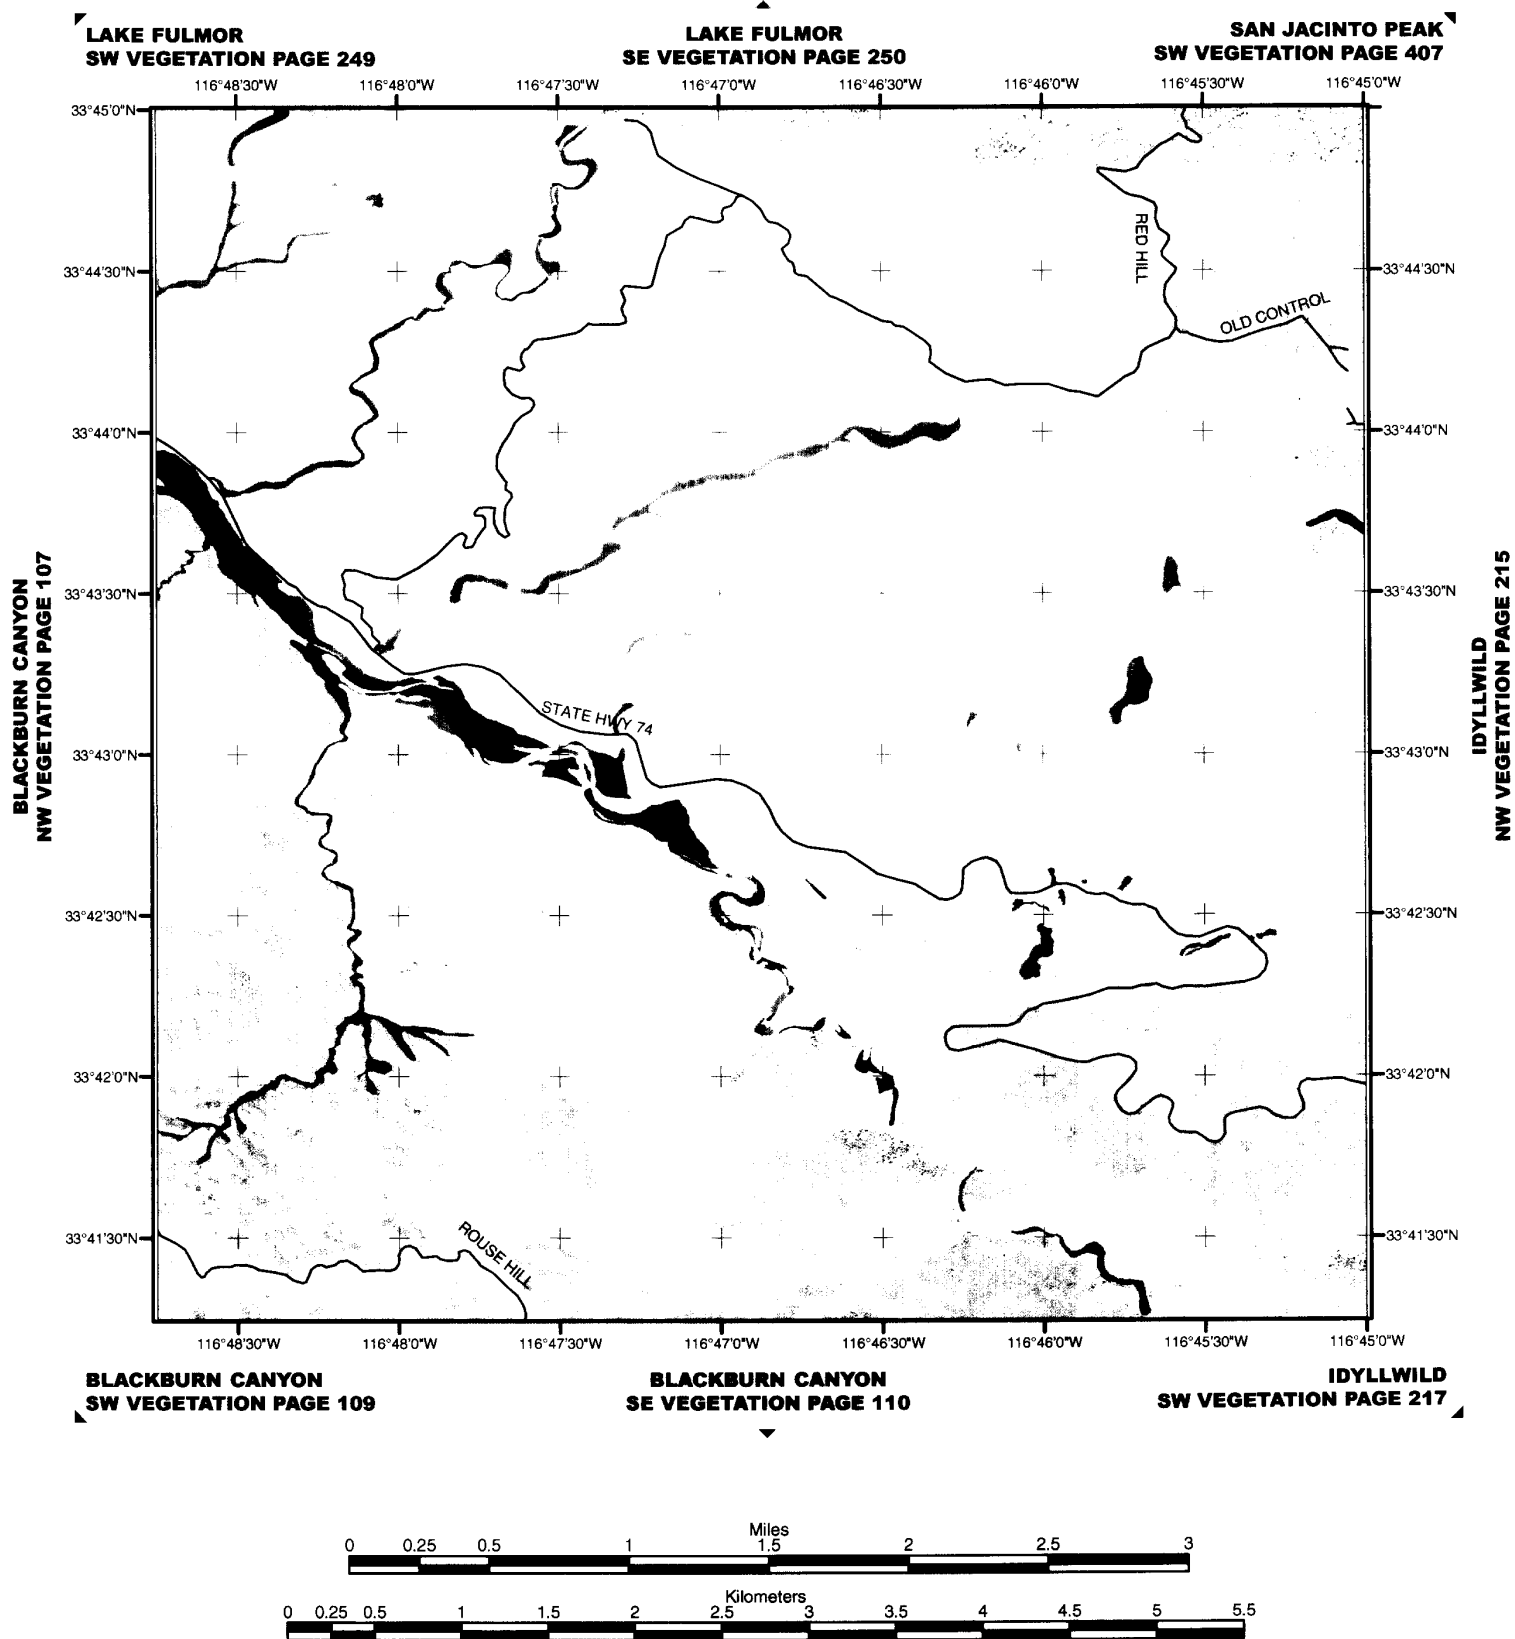 LAKE FULMOR
SW VEGETATION PAGE 249
LAKE FULMOR
SE VEGETATION PAGE 250
SAN JACINTO PEAK
SW VEGETATION PAGE 407
116°48'30"W 116°48'0"W 116°47'30"W 116°47'0"W 116°46'30"W 116°46'0"W 116°45'30"W 116°45'0"W
33°45'0"N
RED HILL
33°44'30"N 33°44'30"N
OLD CONTROL
33°44'0"N 33°44'0"N
BLACKBURN CANYON
NW VEGETATION PAGE 107
IDYLLWILD
NW VEGETATION PAGE 215
33°43'30"N 33°43'30"N
STATE HWY 74
33°43'0"N 33°43'0"N
33°42'30"N 33°42'30"N
33°42'0"N 33°42'0"N
33°41'30"N 33°41'30"N
ROUSE HILL
116°48'30"W 116°48'0"W 116°47'30"W 116°47'0"W 116°46'30"W 116°46'0"W 116°45'30"W 116°45'0"W
BLACKBURN CANYON
SW VEGETATION PAGE 109
BLACKBURN CANYON
SE VEGETATION PAGE 110
IDYLLWILD
SW VEGETATION PAGE 217
Miles
0 0.25 0.5 1 1.5 2 2.5 3
Kilometers
0 0.25 0.5 1 1.5 2 2.5 3 3.5 4 4.5 5 5.5